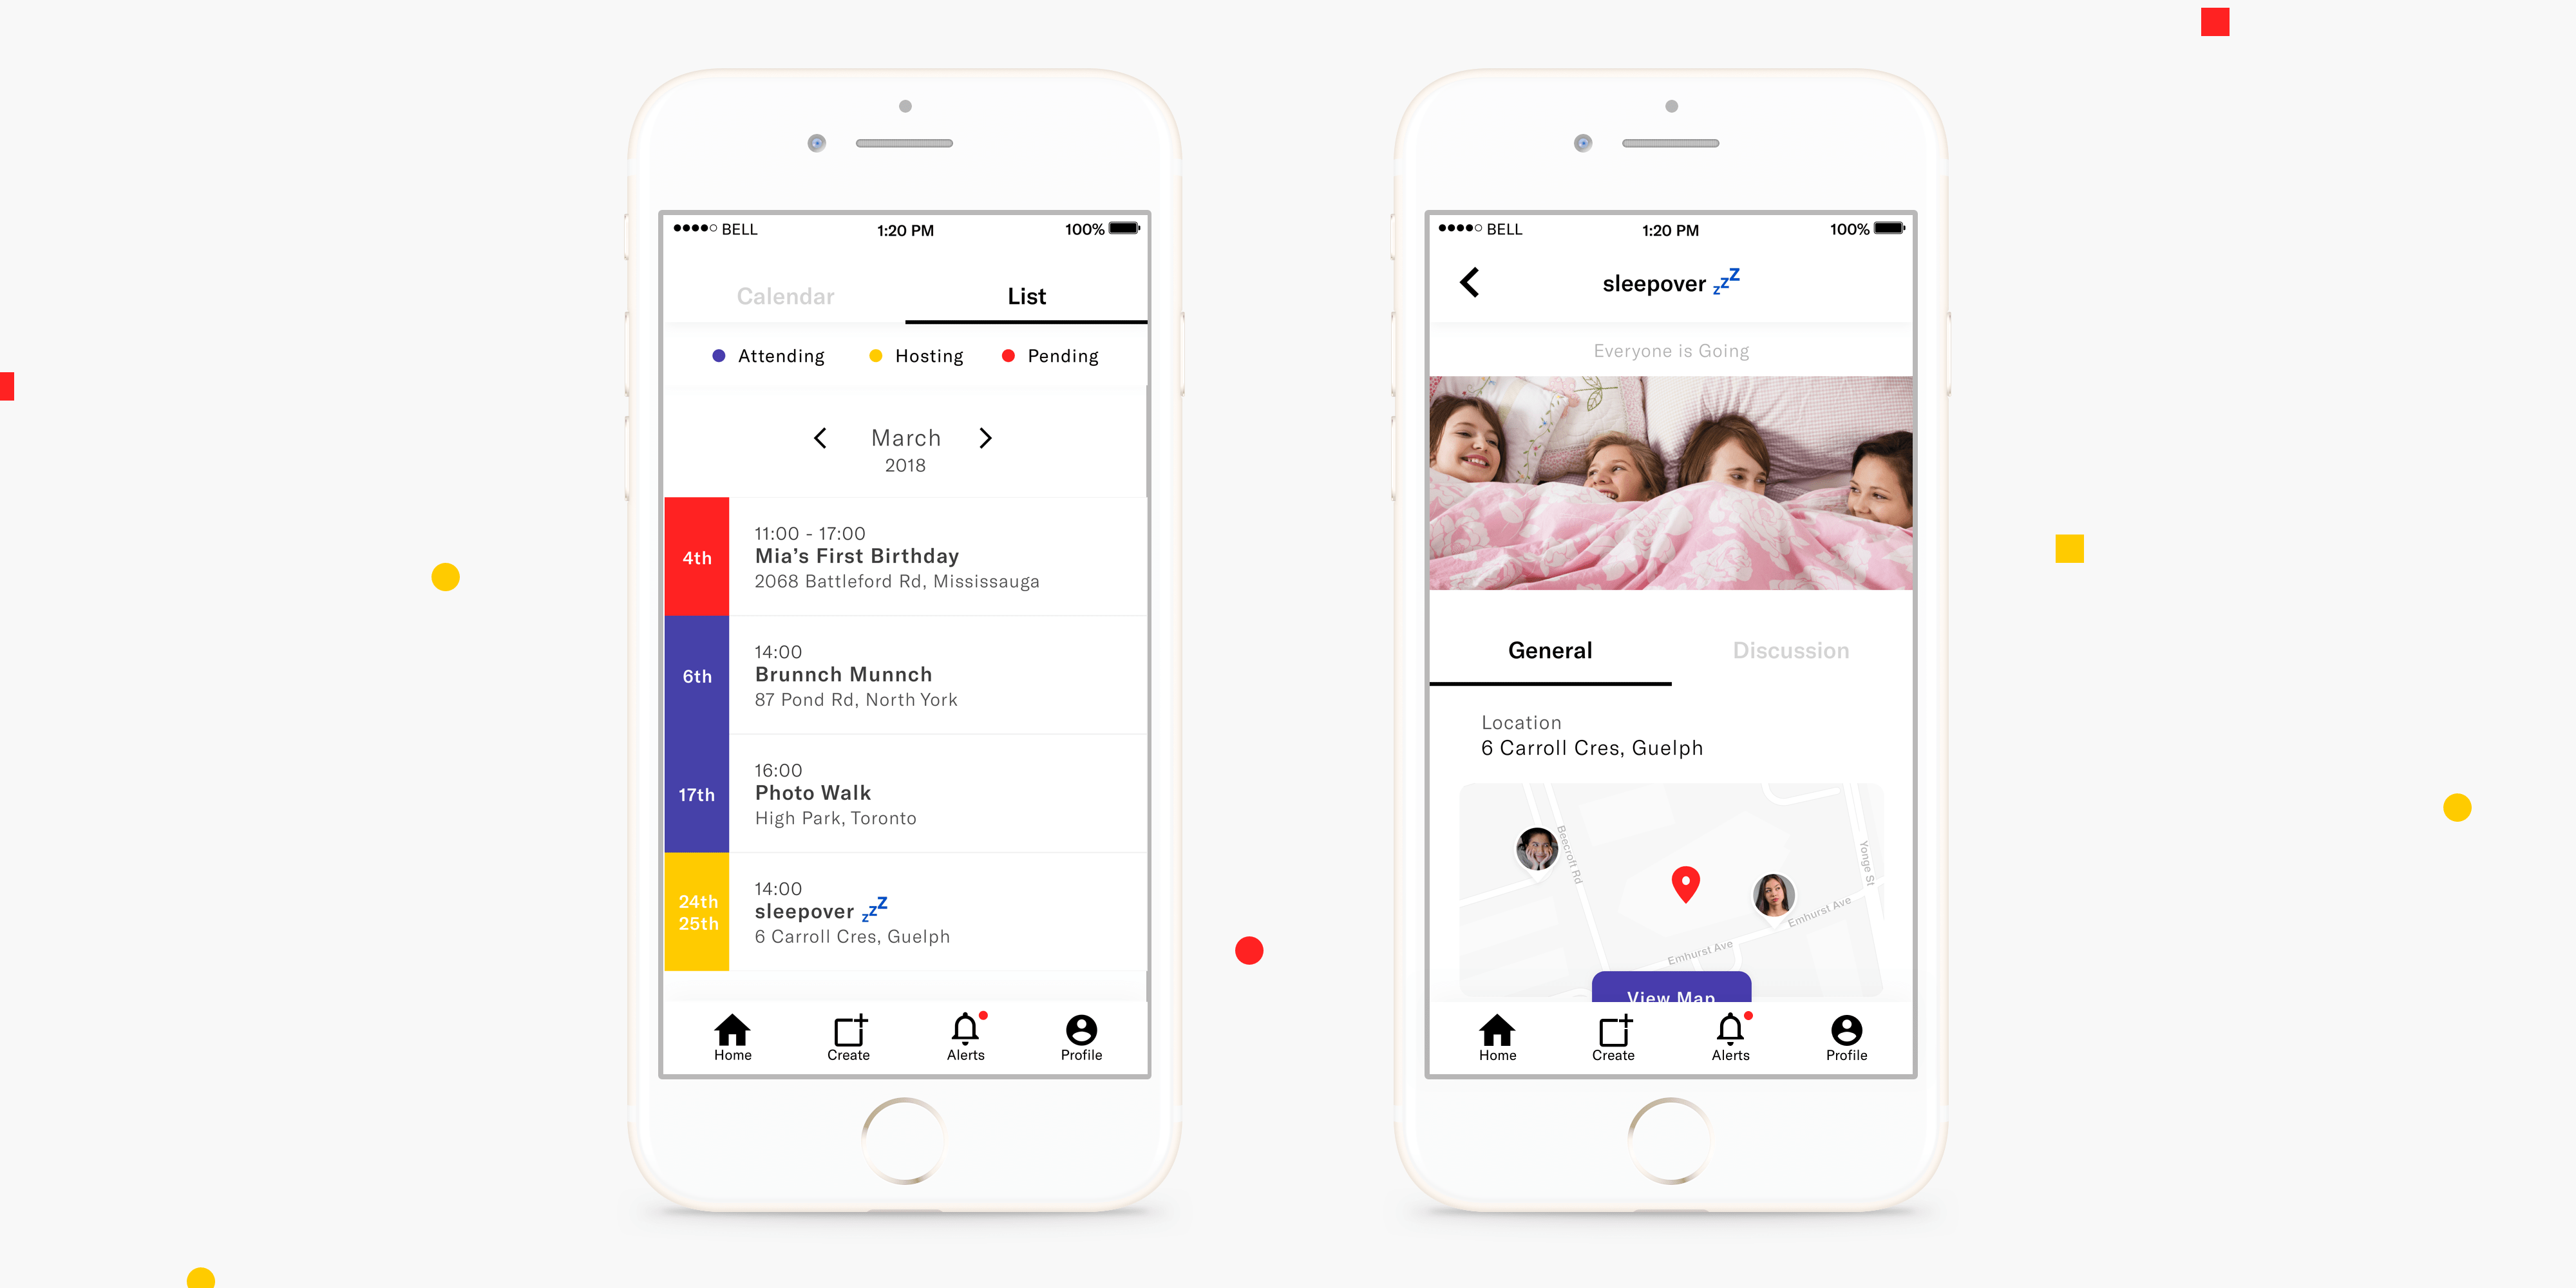 BELL 1:20 PM 100%
Calendar List
Attending Hosting Pending
March
2018
4th
11:00 - 17:00
Mia’s First Birthday
2068 Battleford Rd, Mississauga
6th
14:00
Brunnch Munnch
87 Pond Rd, North York
17th
16:00
Photo Walk
High Park, Toronto
24th
25th
14:00
sleepover zzZ
6 Carroll Cres, Guelph
Home Create Alerts Profile
BELL 1:20 PM 100%
sleepover zzZ
Everyone is Going
General Discussion
Location
6 Carroll Cres, Guelph
Beecroft Rd
Yonge St
Emhurst Ave
Emhurst Ave
View Map
Home Create Alerts Profile